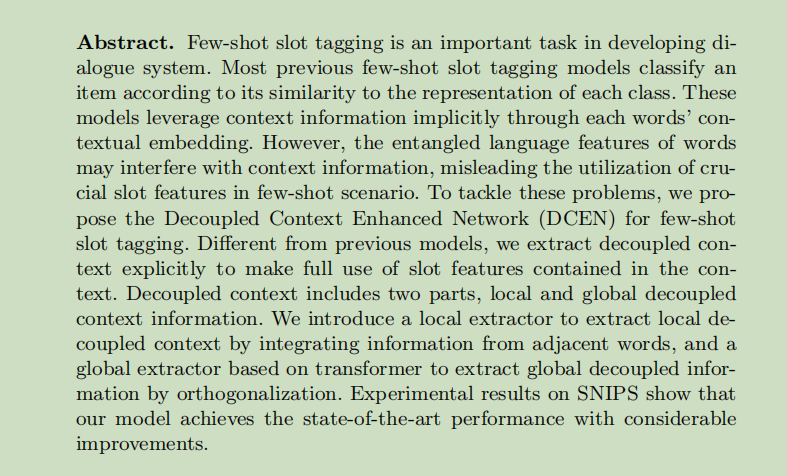 Abstract. Few-shot slot tagging is an important task in developing di-
alogue system. Most previous few-shot slot tagging models classify an
item according to its similarity to the representation of each class. These
models leverage context information implicitly through each words' con-
textual embedding. However, the entangled language features of words
may interfere with context information, misleading the utilization of cru-
cial slot features in few-shot scenario. To tackle these problems, we pro-
pose the Decoupled Context Enhanced Network (DCEN) for few-shot
slot tagging. Different from previous models, we extract decoupled con-
text explicitly to make full use of slot features contained in the con-
text. Decoupled context includes two parts, local and global decoupled
context information. We introduce a local extractor to extract local de-
coupled context by integrating information from adjacent words, and a
global extractor based on transformer to extract global decoupled infor-
mation by orthogonalization. Experimental results on SNIPS show that
our model achieves the state-of-the-art performance with considerable
improvements.